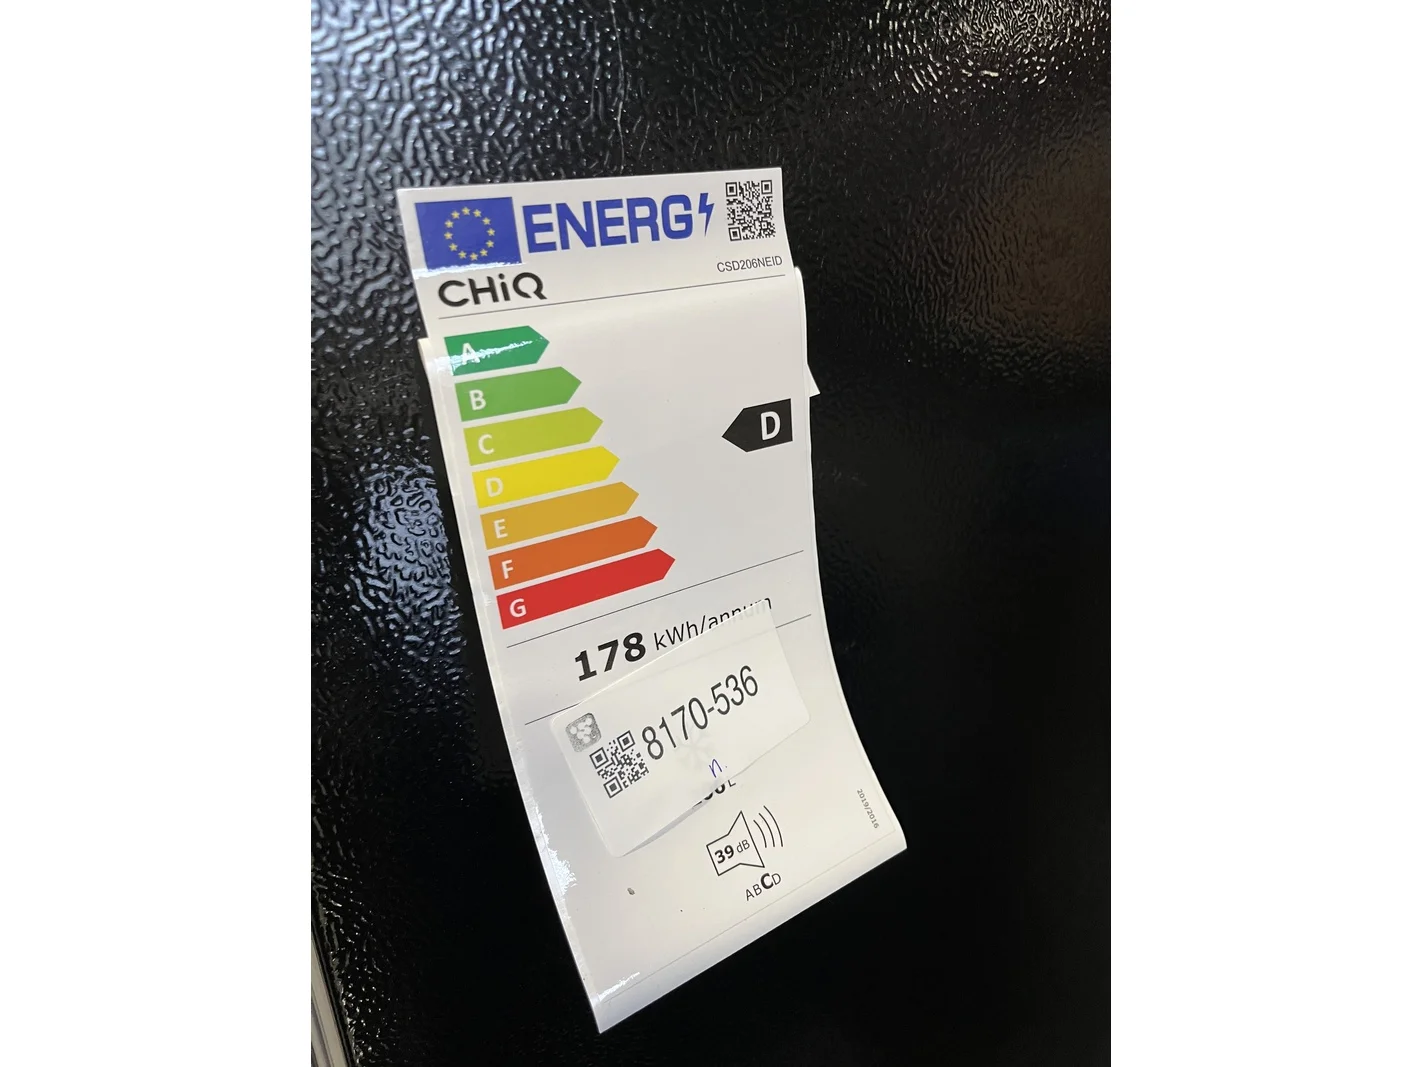 ENERG
CSD206NEID
CHiQ
A
B
C
D
D
E
F
G
178 kWh/annum
8170-536
n.
39 dB
ABCD
2019/2016